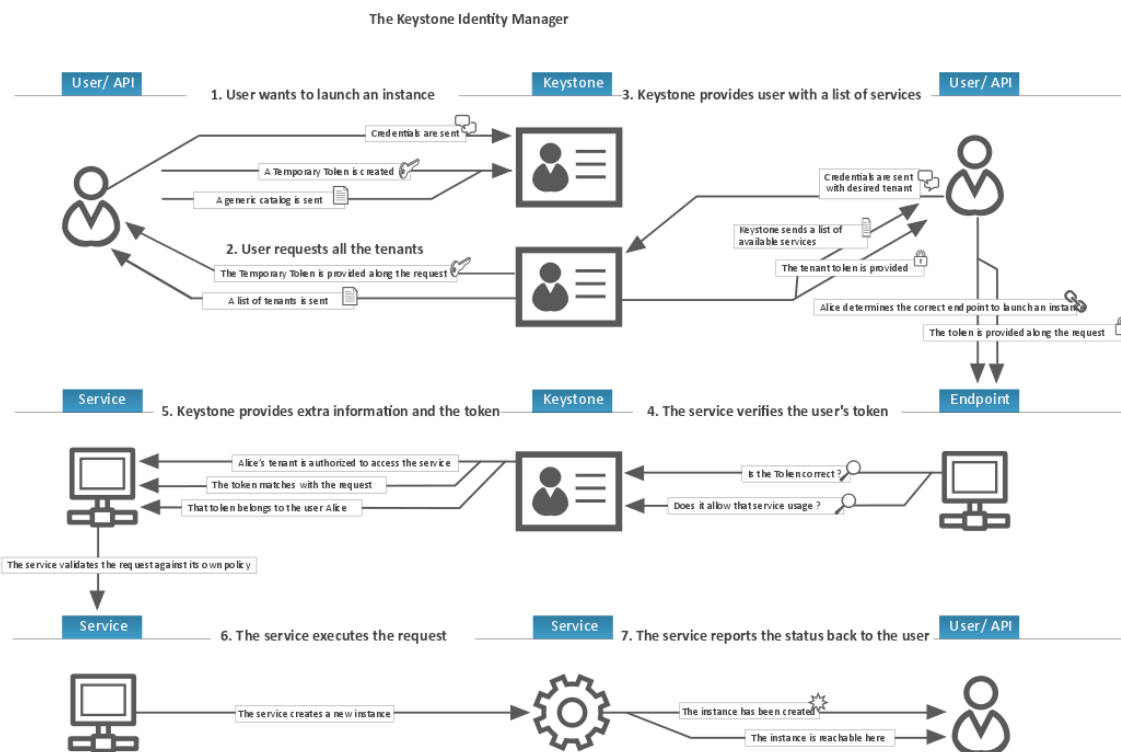 The Keystone Identity Manager
User/ API
1. User wants to launch an instance
Keystone
3. Keystone provides user with a list of services
User/ API
Credentials are sent
A Temporary Token is created
A generic catalog is sent
Credentials are sent
with desired tenant
2. User requests all the tenants
The Temporary Token is provided along the request
A list of tenants is sent
Keystone sends a list of
available services
The tenant token is provided
Alice determines the correct endpoint to launch an instance
The token is provided along the request
Service
5. Keystone provides extra information and the token
Keystone
4. The service verifies the user's token
Endpoint
Alice's tenant is authorized to access the service
The token matches with the request
That token belongs to the user Alice
Is the Token correct ?
Does it allow that service usage ?
The service validates the request against its own policy
Service
6. The service executes the request
Service
7. The service reports the status back to the user
User/ API
The service creates a new instance
The instance has been created
The instance is reachable here